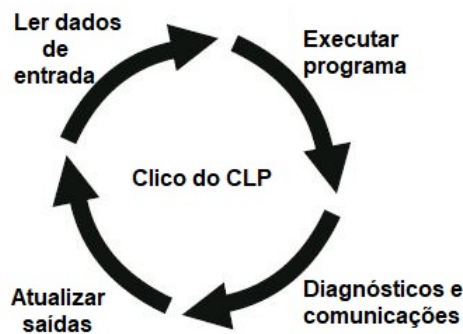 Ler dados
de
entrada
Executar
programa
Clico do CLP
Diagnósticos e
comunicações
Atualizar
saídas